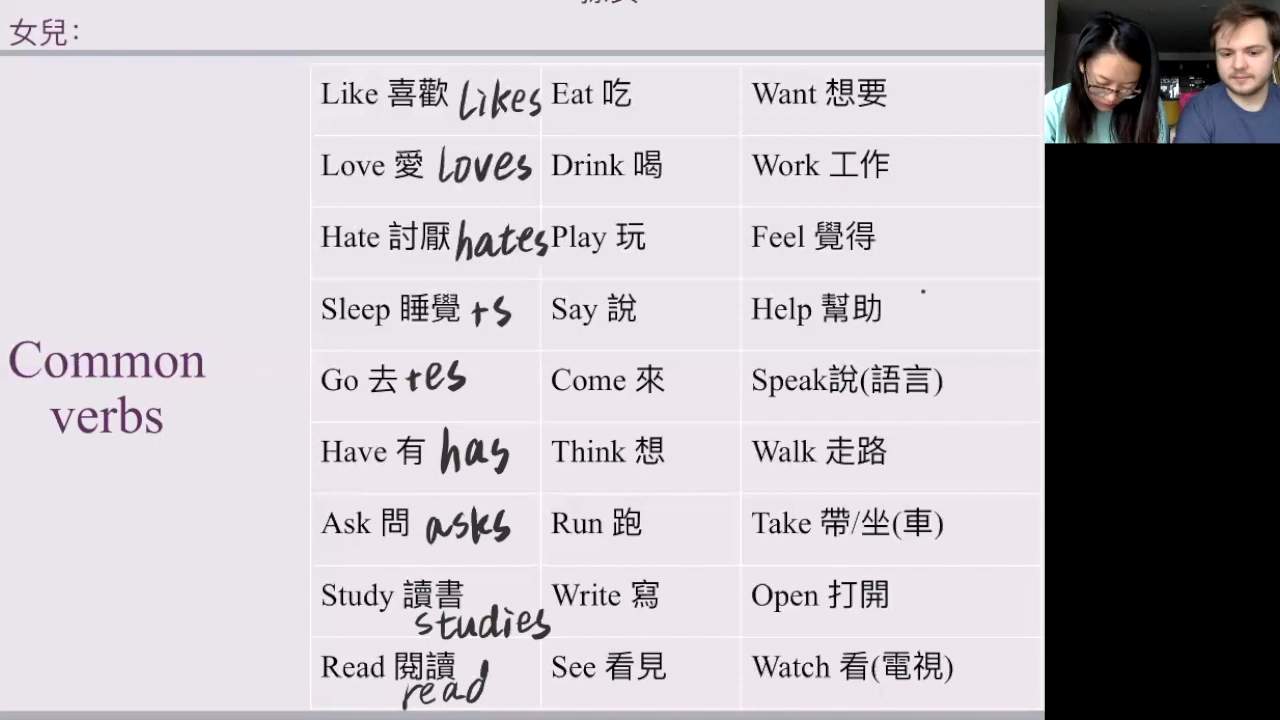 女兒:
Common
verbs
Like 喜歡 Likes Eat 吃 Want 想要
Love 愛 loves Drink 喝 Work 工作
Hate 討厭 hates Play 玩 Feel 覺得
Sleep 睡覺 +s Say 說 Help 幫助
Go 去 +es Come 來 Speak說(語言)
Have 有 has Think 想 Walk 走路
Ask 問 asks Run 跑 Take 帶/坐(車)
Study 讀書 studies Write 寫 Open 打開
Read 閱讀 read See 看見 Watch 看(電視)